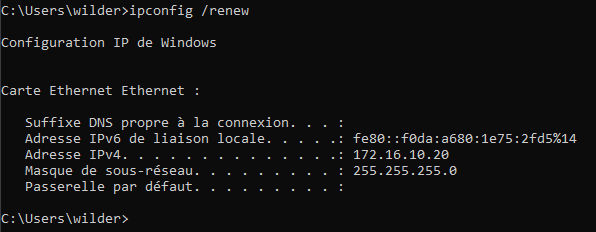 C:\Users\wilder>ipconfig /renew
Configuration IP de Windows
Carte Ethernet Ethernet :
Suffixe DNS propre à la connexion. . . :
Adresse IPv6 de liaison locale. . . . .: fe80::f0da:a680:1e75:2fd5%14
Adresse IPv4. . . . . . . . . . . . . .: 172.16.10.20
Masque de sous-réseau. . . . . . . . . : 255.255.255.0
Passerelle par défaut. . . . . . . . . :
C:\Users\wilder>